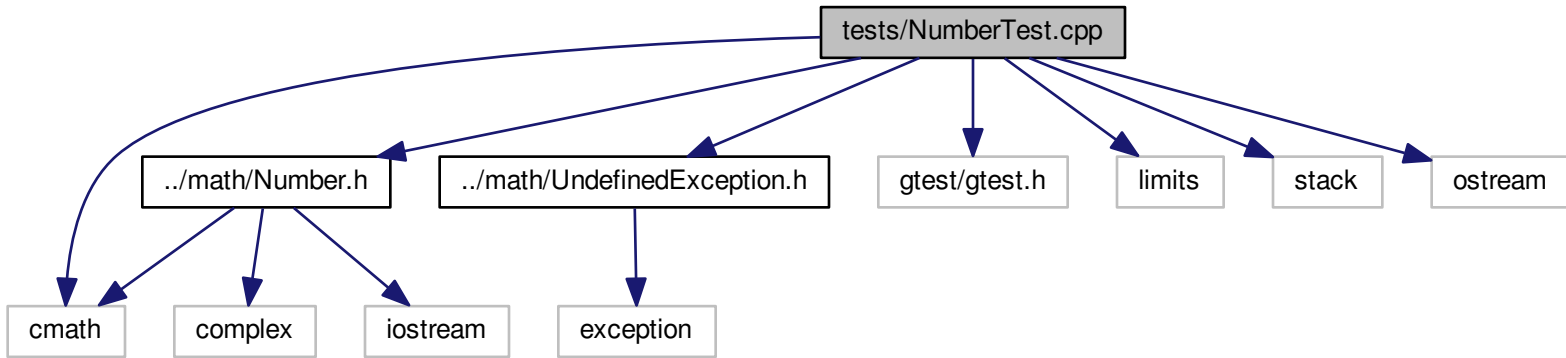 tests/NumberTest.cpp
../math/Number.h
../math/UndefinedException.h
gtest/gtest.h
limits
stack
ostream
cmath
complex
iostream
exception